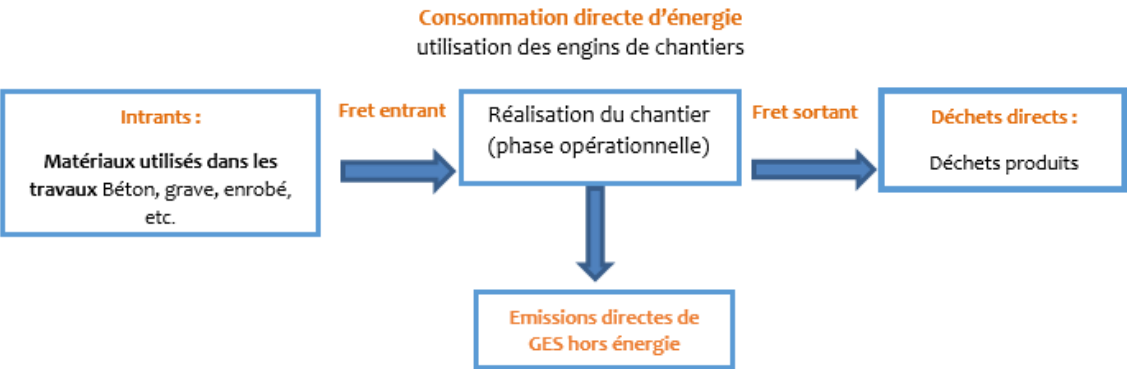 Consommation directe d’énergie
utilisation des engins de chantiers
Intrants :
Matériaux utilisés dans les
travaux Béton, grave, enrobé,
etc.
Fret entrant
Réalisation du chantier
(phase opérationnelle)
Fret sortant
Déchets directs :
Déchets produits
Emissions directes de
GES hors énergie